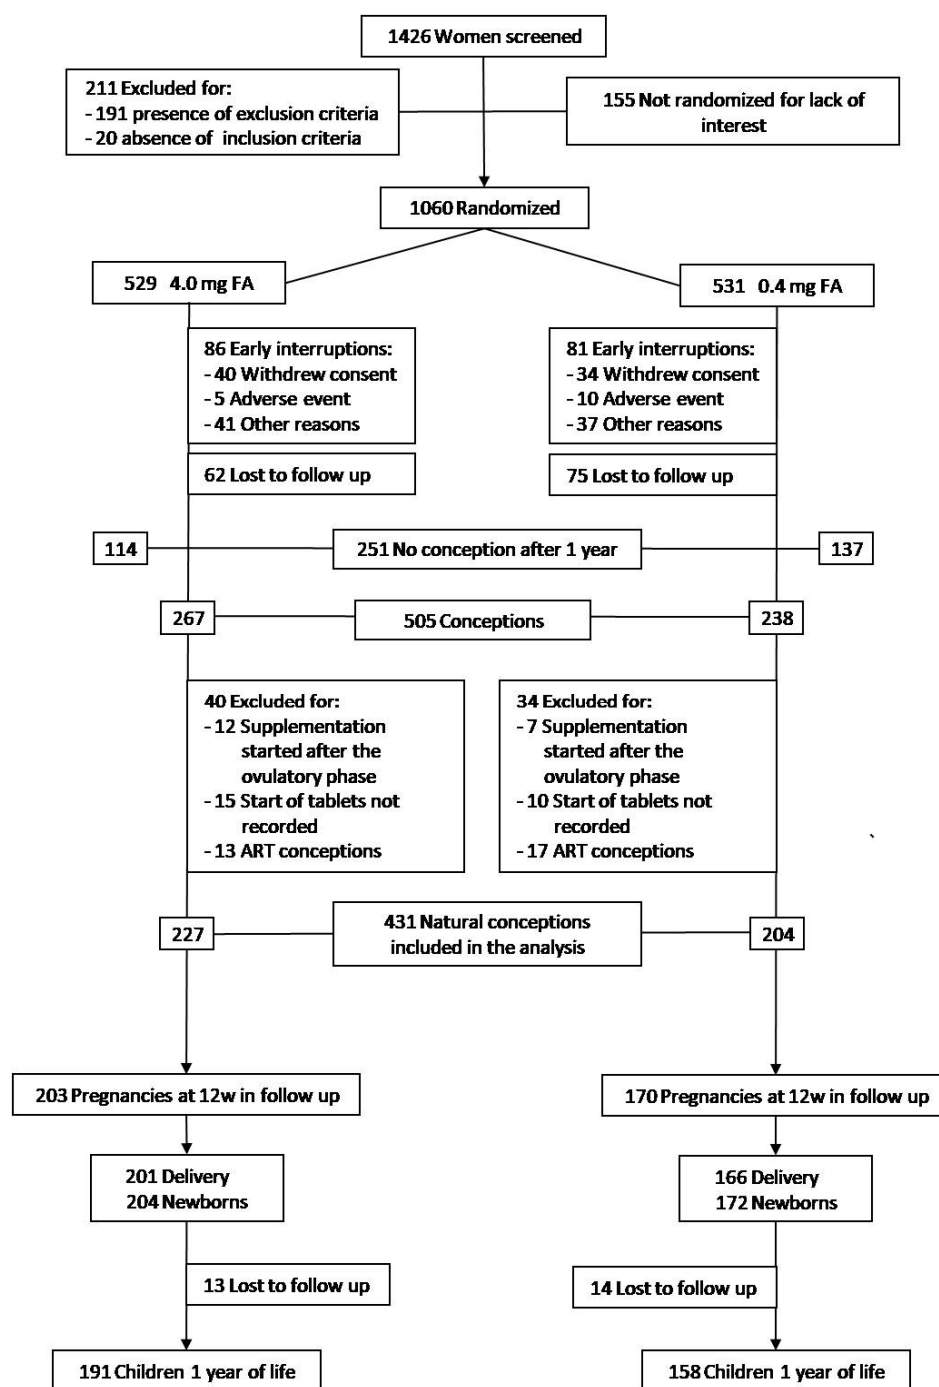 1426 Women screened
211 Excluded for:
- 191 presence of exclusion criteria
- 20 absence of inclusion criteria
155 Not randomized for lack of
interest
1060 Randomized
529 4.0 mg FA
531 0.4 mg FA
86 Early interruptions:
- 40 Withdrew consent
- 5 Adverse event
- 41 Other reasons
81 Early interruptions:
- 34 Withdrew consent
- 10 Adverse event
- 37 Other reasons
62 Lost to follow up
75 Lost to follow up
114
251 No conception after 1 year
137
267
505 Conceptions
238
40 Excluded for:
- 12 Supplementation
started after the
ovulatory phase
- 15 Start of tablets not
recorded
- 13 ART conceptions
34 Excluded for:
- 7 Supplementation
started after the
ovulatory phase
- 10 Start of tablets not
recorded
- 17 ART conceptions
227
431 Natural conceptions
included in the analysis
204
203 Pregnancies at 12w in follow up
170 Pregnancies at 12w in follow up
201 Delivery
204 Newborns
166 Delivery
172 Newborns
13 Lost to follow up
14 Lost to follow up
191 Children 1 year of life
158 Children 1 year of life